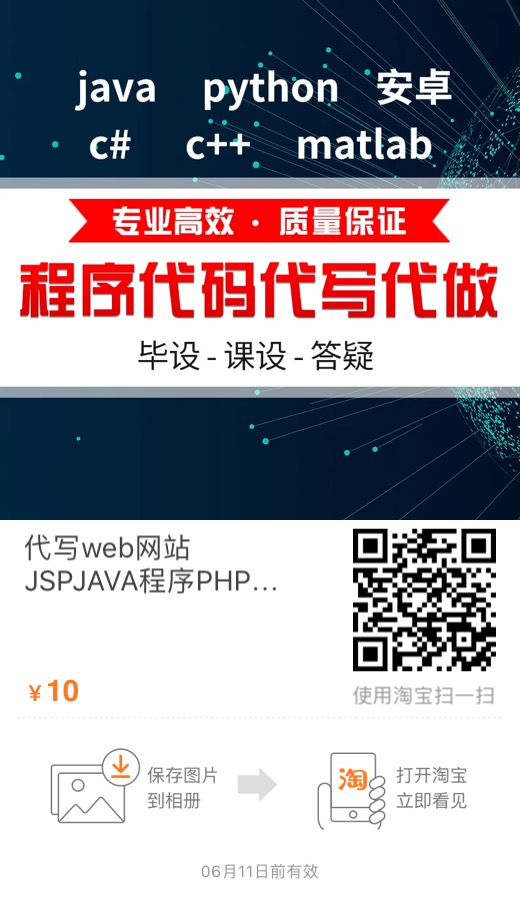 java python 安卓
c# c++ matlab
专业高效 · 质量保证
程序代码代写代做
毕设 - 课设 - 答疑
代写web网站
JSPJAVA程序PHP...
¥10
使用淘宝扫一扫
保存图片
到相册
淘
打开淘宝
立即看见
06月11日前有效